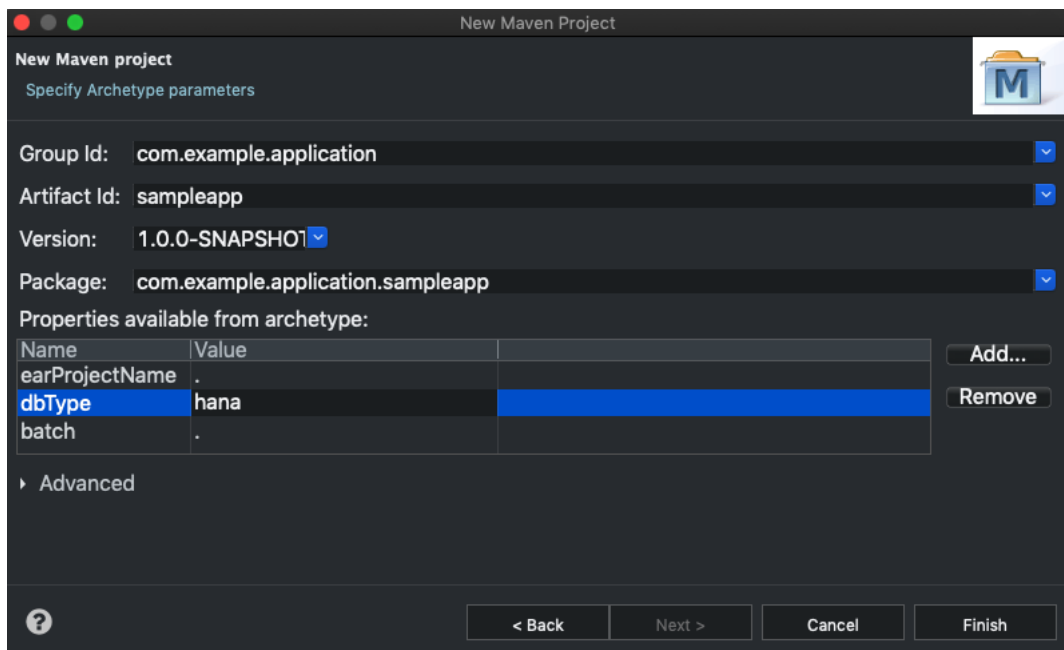 New Maven Project
New Maven project
Specify Archetype parameters
M
Group Id: com.example.application
Artifact Id: sampleapp
Version: 1.0.0-SNAPSHOT
Package: com.example.application.sampleapp
Properties available from archetype:
Name Value
earProjectName . Add...
dbType hana Remove
batch .
Advanced
? < Back Next > Cancel Finish